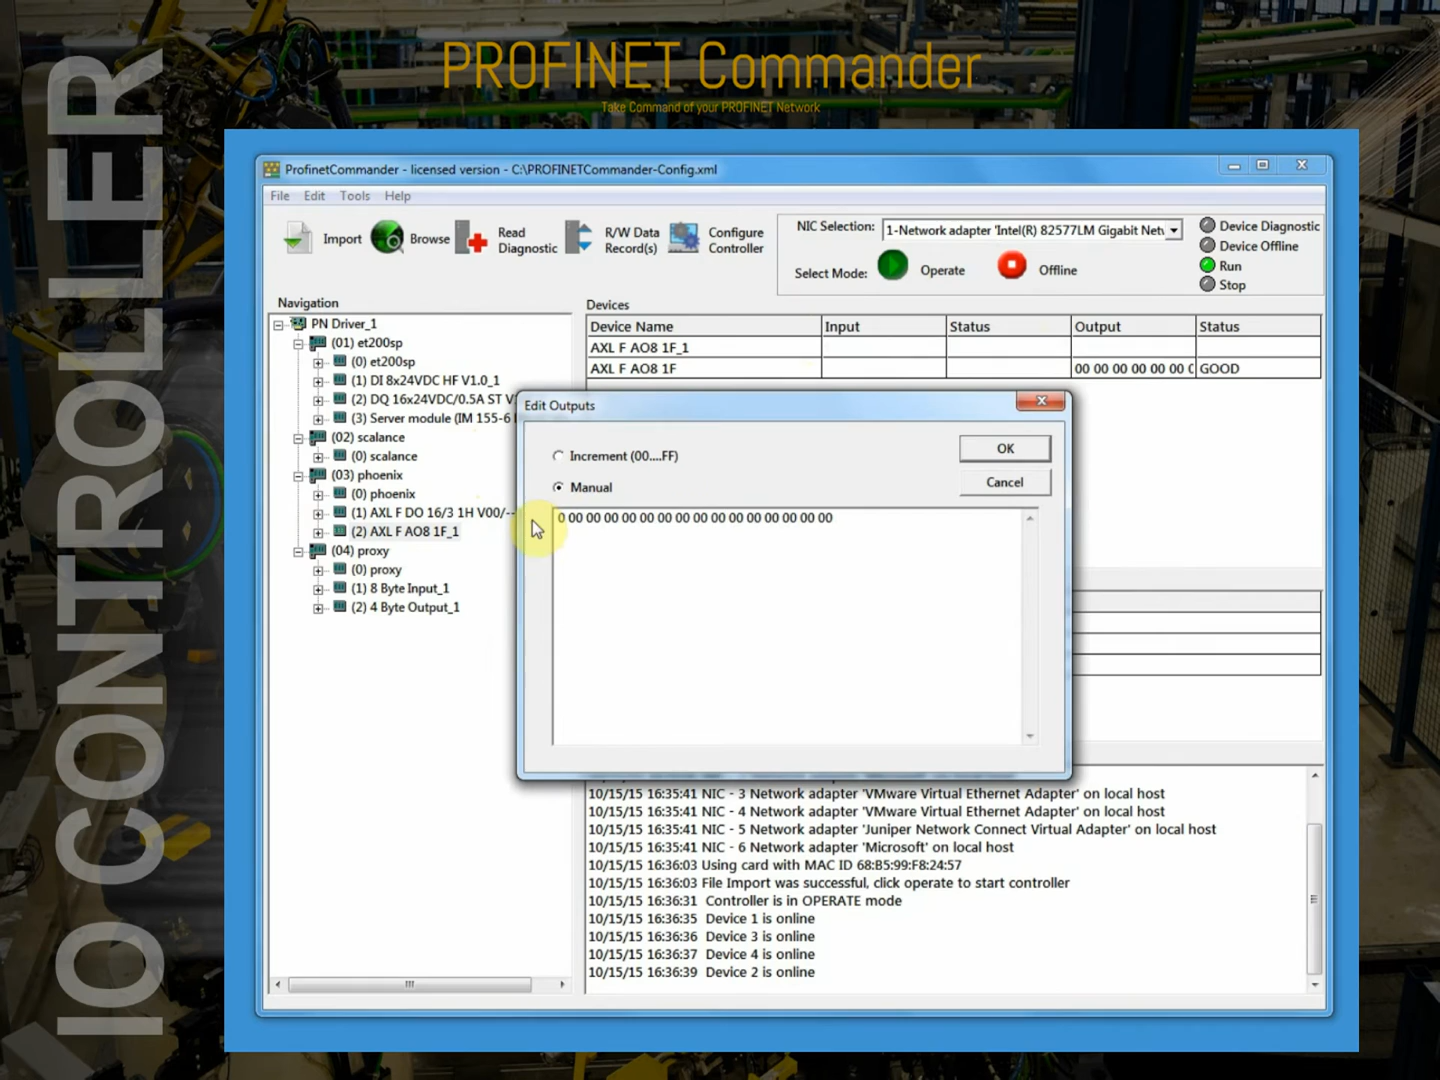 PROFINET Commander
Take Command of your PROFINET Network
IO CONTROLLER
ProfinetCommander - licensed version - C:\PROFINETCommander-Config.xml
File Edit Tools Help
Import
Browse
Read
Diagnostic
R/W Data
Record(s)
Configure
Controller
NIC Selection:
1-Network adapter 'Intel(R) 82577LM Gigabit Net
Select Mode:
Operate
Offline
Device Diagnostic
Device Offline
Run
Stop
Navigation
PN Driver_1
(01) et200sp
(0) et200sp
(1) DI 8x24VDC HF V1.0_1
(2) DQ 16x24VDC/0.5A ST V
(3) Server module (IM 155-6
(02) scalance
(0) scalance
(03) phoenix
(0) phoenix
(1) AXL F DO 16/3 1H V00/--
(2) AXL F AO8 1F_1
(04) proxy
(0) proxy
(1) 8 Byte Input_1
(2) 4 Byte Output_1
Devices
Device Name Input Status Output Status
AXL F AO8 1F_1
AXL F AO8 1F 00 00 00 00 00 00 0 GOOD
Edit Outputs
Increment (00....FF)
Manual
OK
Cancel
0 00 00 00 00 00 00 00 00 00 00 00 00 00 00 00
10/15/15 16:35:41 NIC - 3 Network adapter 'VMware Virtual Ethernet Adapter' on local host
10/15/15 16:35:41 NIC - 4 Network adapter 'VMware Virtual Ethernet Adapter' on local host
10/15/15 16:35:41 NIC - 5 Network adapter 'Juniper Network Connect Virtual Adapter' on local host
10/15/15 16:35:41 NIC - 6 Network adapter 'Microsoft' on local host
10/15/15 16:36:03 Using card with MAC ID 68:B5:99:F8:24:57
10/15/15 16:36:03 File Import was successful, click operate to start controller
10/15/15 16:36:31 Controller is in OPERATE mode
10/15/15 16:36:35 Device 1 is online
10/15/15 16:36:36 Device 3 is online
10/15/15 16:36:37 Device 4 is online
10/15/15 16:36:39 Device 2 is online